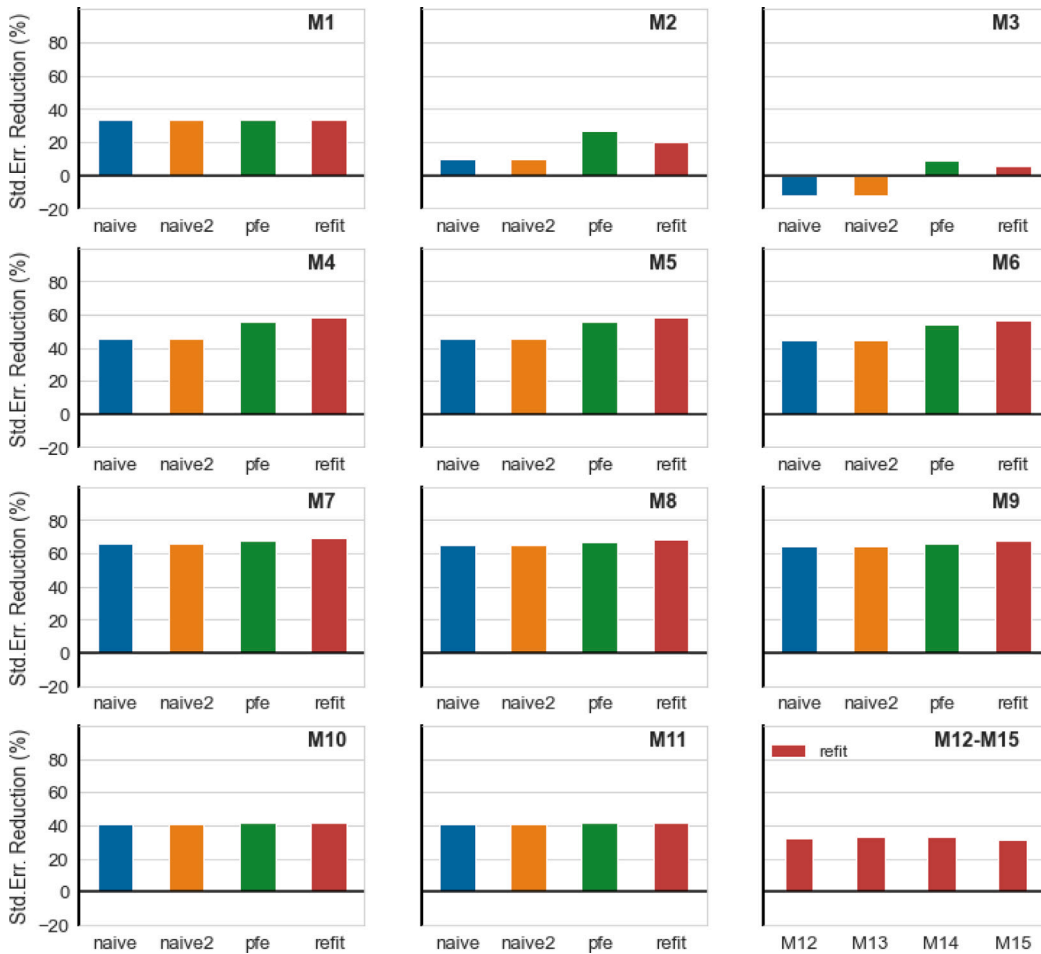 M1
M2
M3
Std.Err. Reduction (%)
80
60
40
20
0
−20
naive naive2 pfe refit
naive naive2 pfe refit
naive naive2 pfe refit
M4
M5
M6
Std.Err. Reduction (%)
80
60
40
20
0
−20
naive naive2 pfe refit
naive naive2 pfe refit
naive naive2 pfe refit
M7
M8
M9
Std.Err. Reduction (%)
80
60
40
20
0
−20
naive naive2 pfe refit
naive naive2 pfe refit
naive naive2 pfe refit
M10
M11
M12-M15
refit
Std.Err. Reduction (%)
80
60
40
20
0
−20
naive naive2 pfe refit
naive naive2 pfe refit
M12 M13 M14 M15